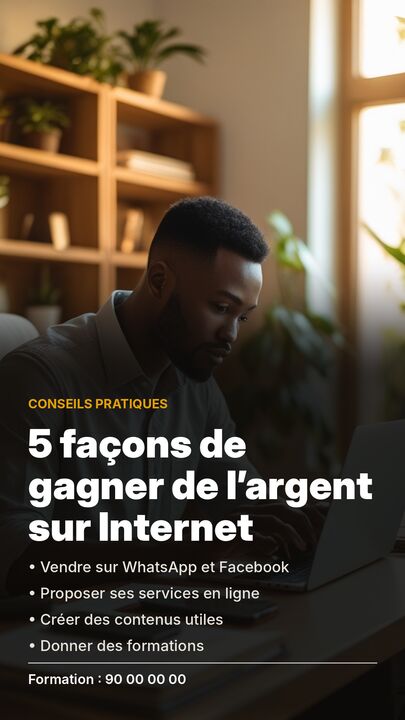 CONSEILS PRATIQUES
5 façons de
gagner de l'argent
sur Internet
• Vendre sur WhatsApp et Facebook
• Proposer ses services en ligne
• Créer des contenus utiles
• Donner des formations
Formation : 90 00 00 00